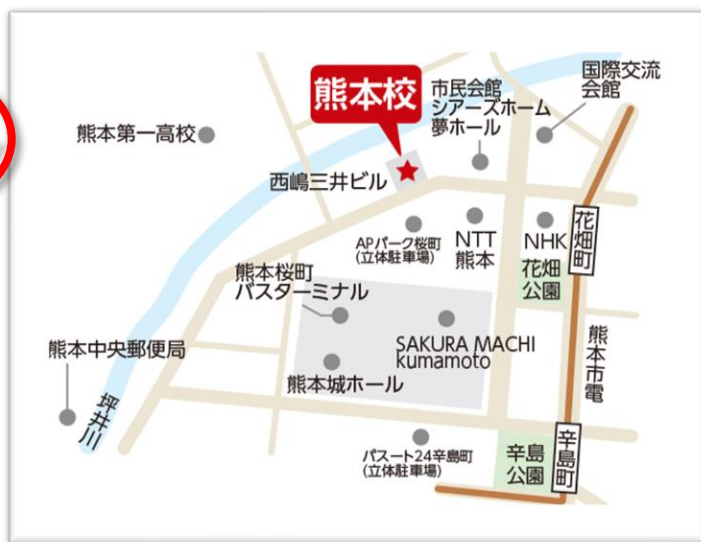 熊本校
市民会館
シアーズホーム
夢ホール
国際交流
会館
熊本第一高校
西嶋三井ビル
APパーク桜町
(立体駐車場)
NTT
熊本
NHK
花畑
公園
花畑町
熊本桜町
バスターミナル
SAKURA MACHI
kumamoto
熊本城ホール
熊本市電
熊本中央郵便局
坪井川
パスート24辛島町
(立体駐車場)
辛島
公園
辛島町